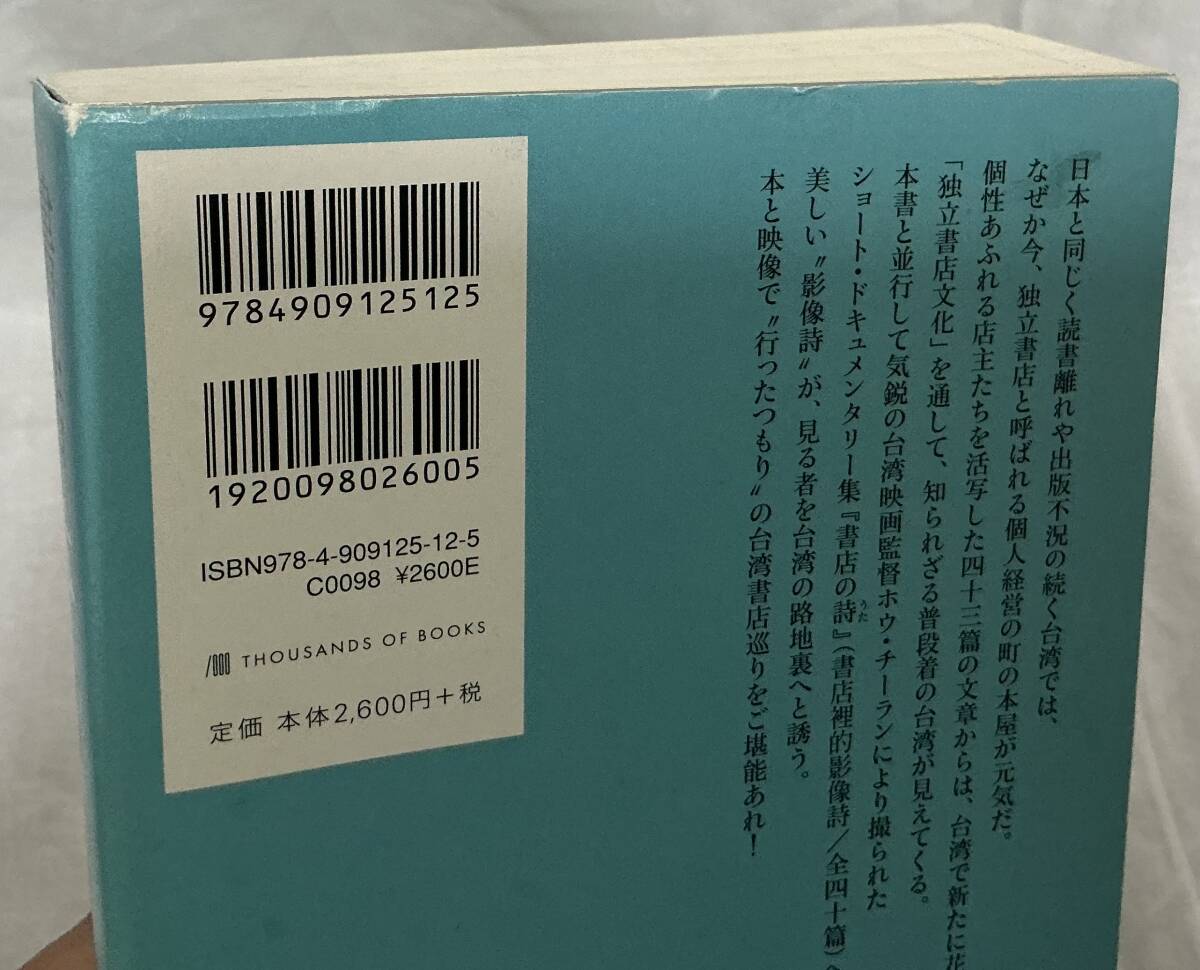 9784909125125
1920098026005
ISBN978-4-909125-12-5
C0098 ¥2600E
THOUSANDS OF BOOKS
定価 本体2,600円+税
日本と同じく読書離れや出版不況の続く台湾では、
なぜか今、独立書店と呼ばれる個人経営の町の本屋が元気だ。
個性あふれる店主たちを活写した四十三篇の文章からは、台湾で新たに花
「独立書店文化」を通して、知られざる普段着の台湾が見えてくる。
本書と並行して気鋭の台湾映画監督ホウ・チーランにより撮られた
ショート・ドキュメンタリー集『書店の詩うた』（書店裡的影像詩／全四十篇）へ
美しい〝影像詩〟が、見る者を台湾の路地裏へと誘う。
本と映像で〝行ったつもり〟の台湾書店巡りをご堪能あれ！